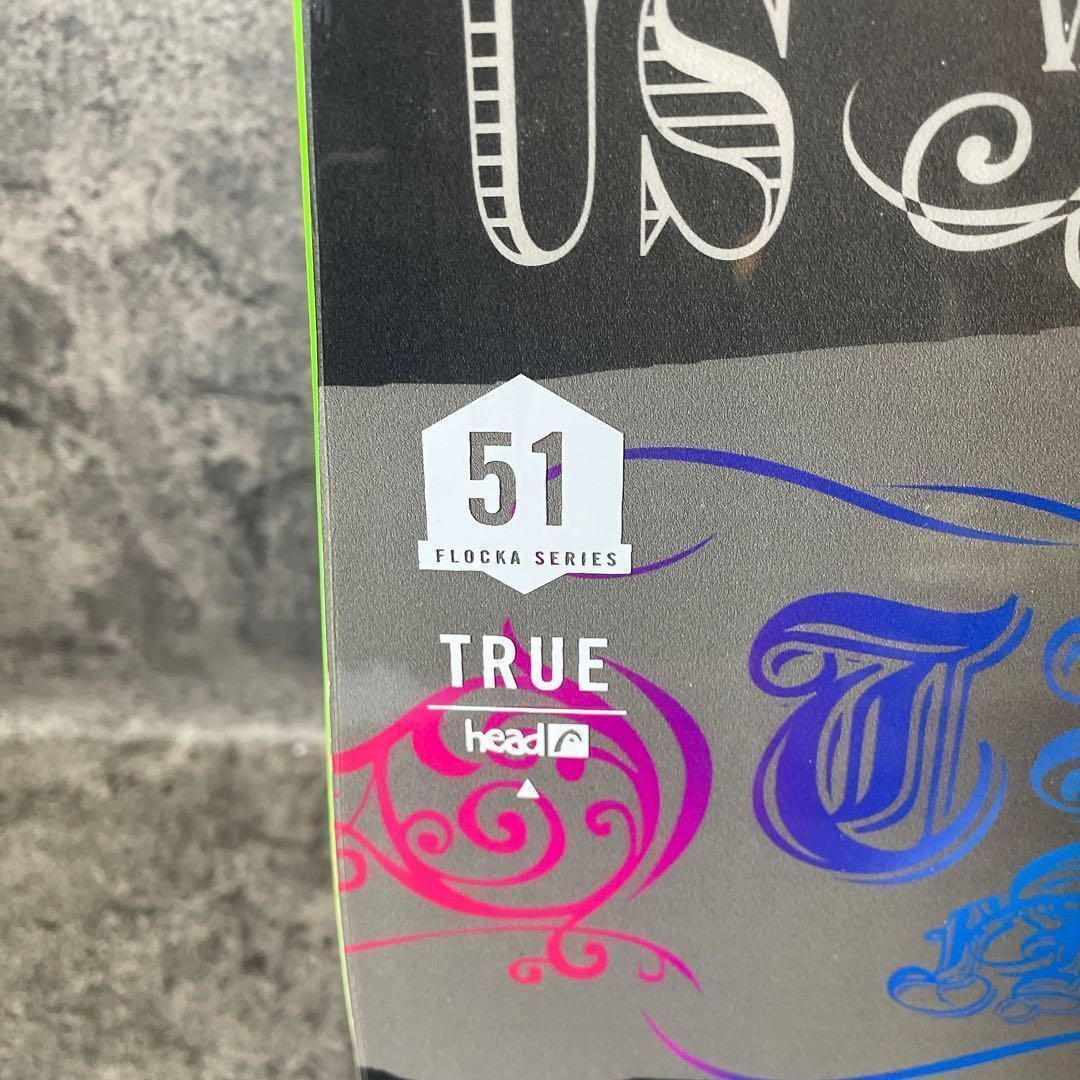 US
51
FLOCKA SERIES
TRUE
head
T